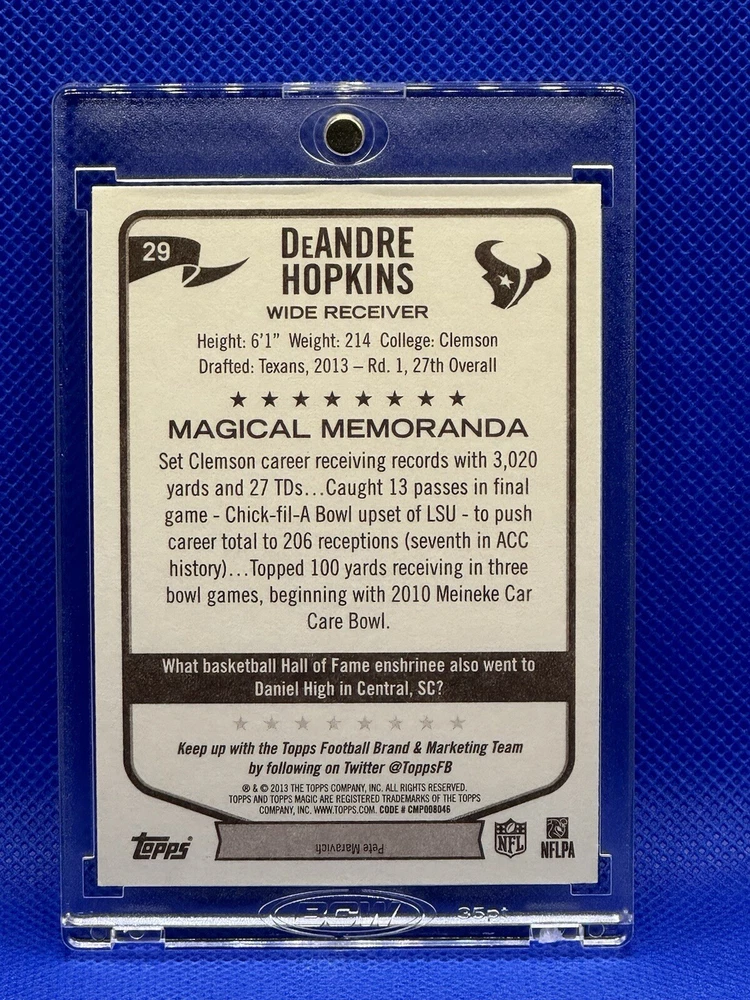 29
DeANDRE
HOPKINS
WIDE RECEIVER
Height: 6'1" Weight: 214 College: Clemson
Drafted: Texans, 2013 – Rd. 1, 27th Overall
★ ★ ★ ★ ★ ★ ★ ★
MAGICAL MEMORANDA
Set Clemson career receiving records with 3,020
yards and 27 TDs...Caught 13 passes in final
game - Chick-fil-A Bowl upset of LSU - to push
career total to 206 receptions (seventh in ACC
history)...Topped 100 yards receiving in three
bowl games, beginning with 2010 Meineke Car
Care Bowl.
What basketball Hall of Fame enshrinee also went to
Daniel High in Central, SC?
★ ★ ★ ★ ★ ★ ★ ★
Keep up with the Topps Football Brand & Marketing Team
by following on Twitter @ToppsFB
® & © 2013 THE TOPPS COMPANY, INC. ALL RIGHTS RESERVED.
TOPPS AND TOPPS MAGIC ARE REGISTERED TRADEMARKS OF THE TOPPS
COMPANY, INC. WWW.TOPPS.COM. CODE # CMP008046
Topps®
Pete Maravich
NFL
NFLPA
BCW
35pt